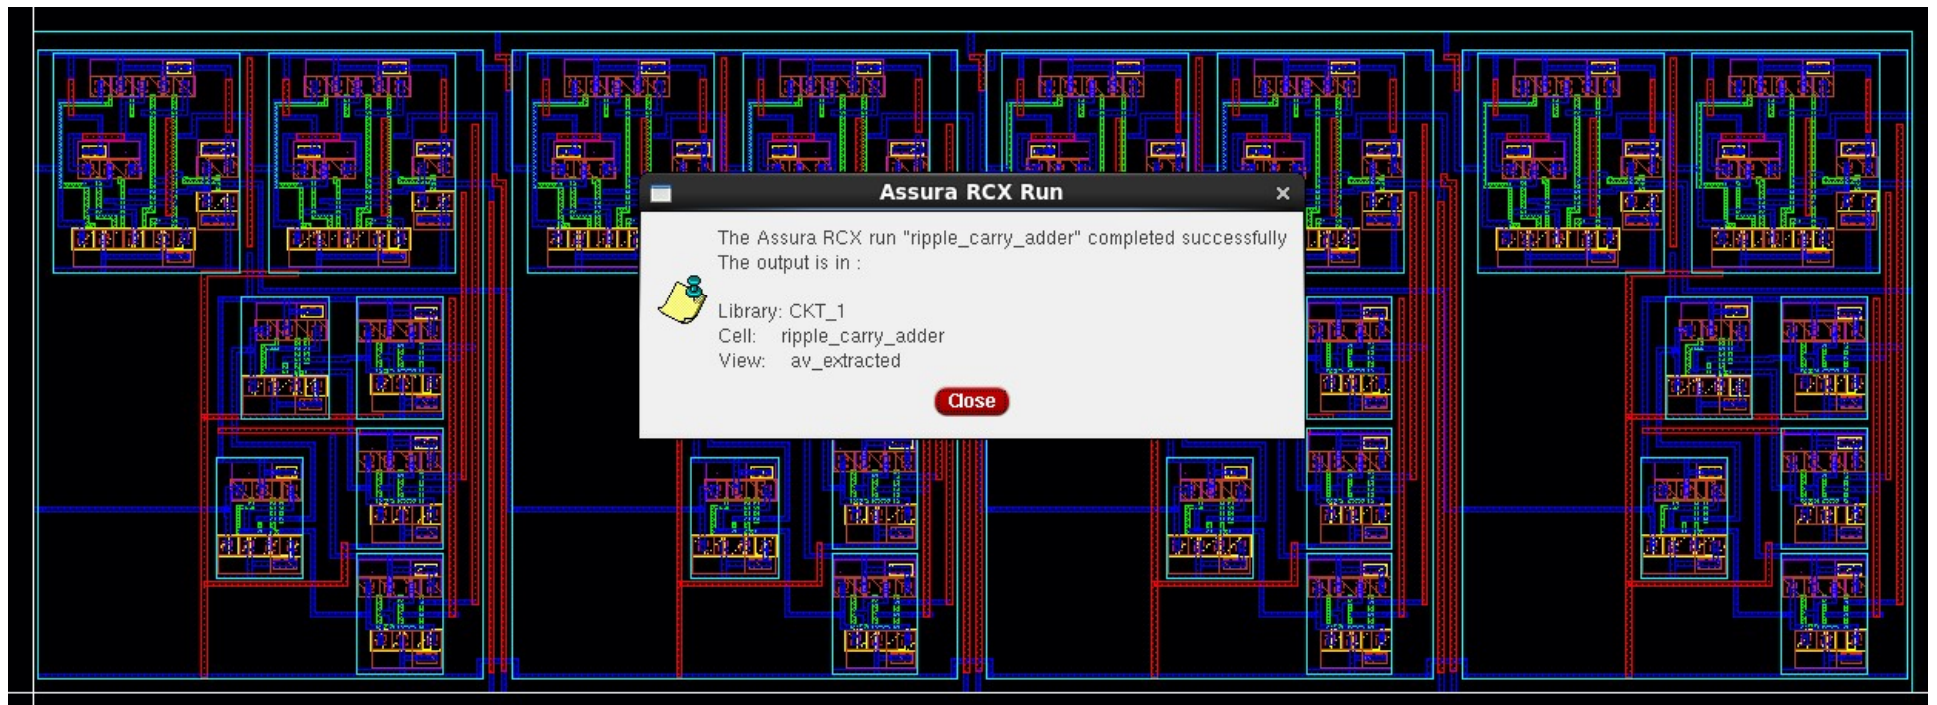 Assura RCX Run
The Assura RCX run "ripple_carry_adder" completed successfully
The output is in :
Library: CKT_1
Cell: ripple_carry_adder
View: av_extracted
Close